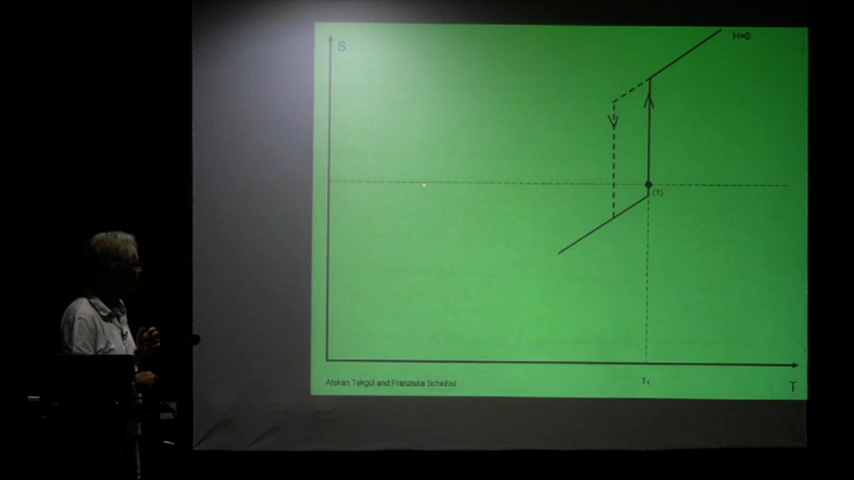 S
H=0
(1)
T₁
T
Atakan Tekgül and Franziska Scheibel